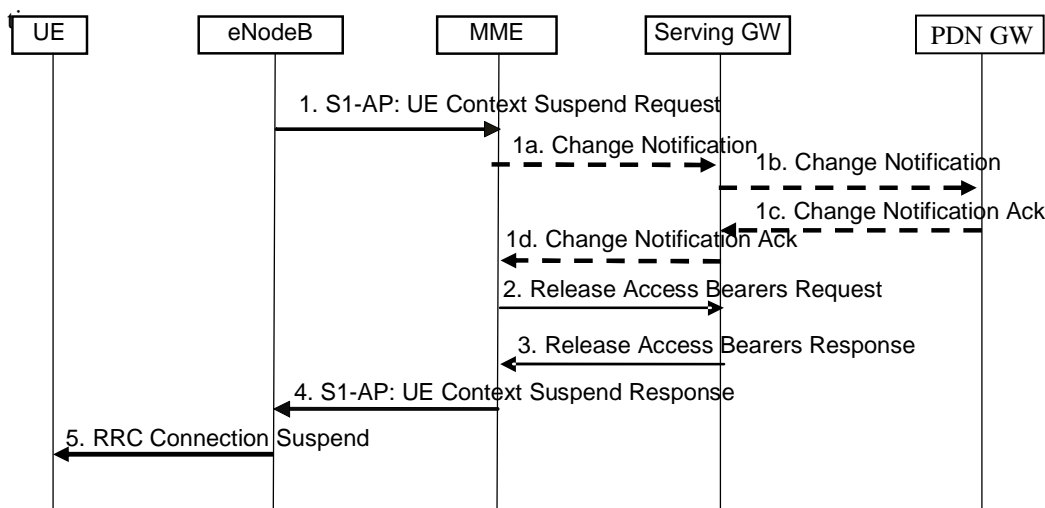 UE
eNodeB
MME
Serving GW
PDN GW
1. S1-AP: UE Context Suspend Request
1a. Change Notification
1b. Change Notification
1c. Change Notification Ack
1d. Change Notification Ack
2. Release Access Bearers Request
3. Release Access Bearers Response
4. S1-AP: UE Context Suspend Response
5. RRC Connection Suspend